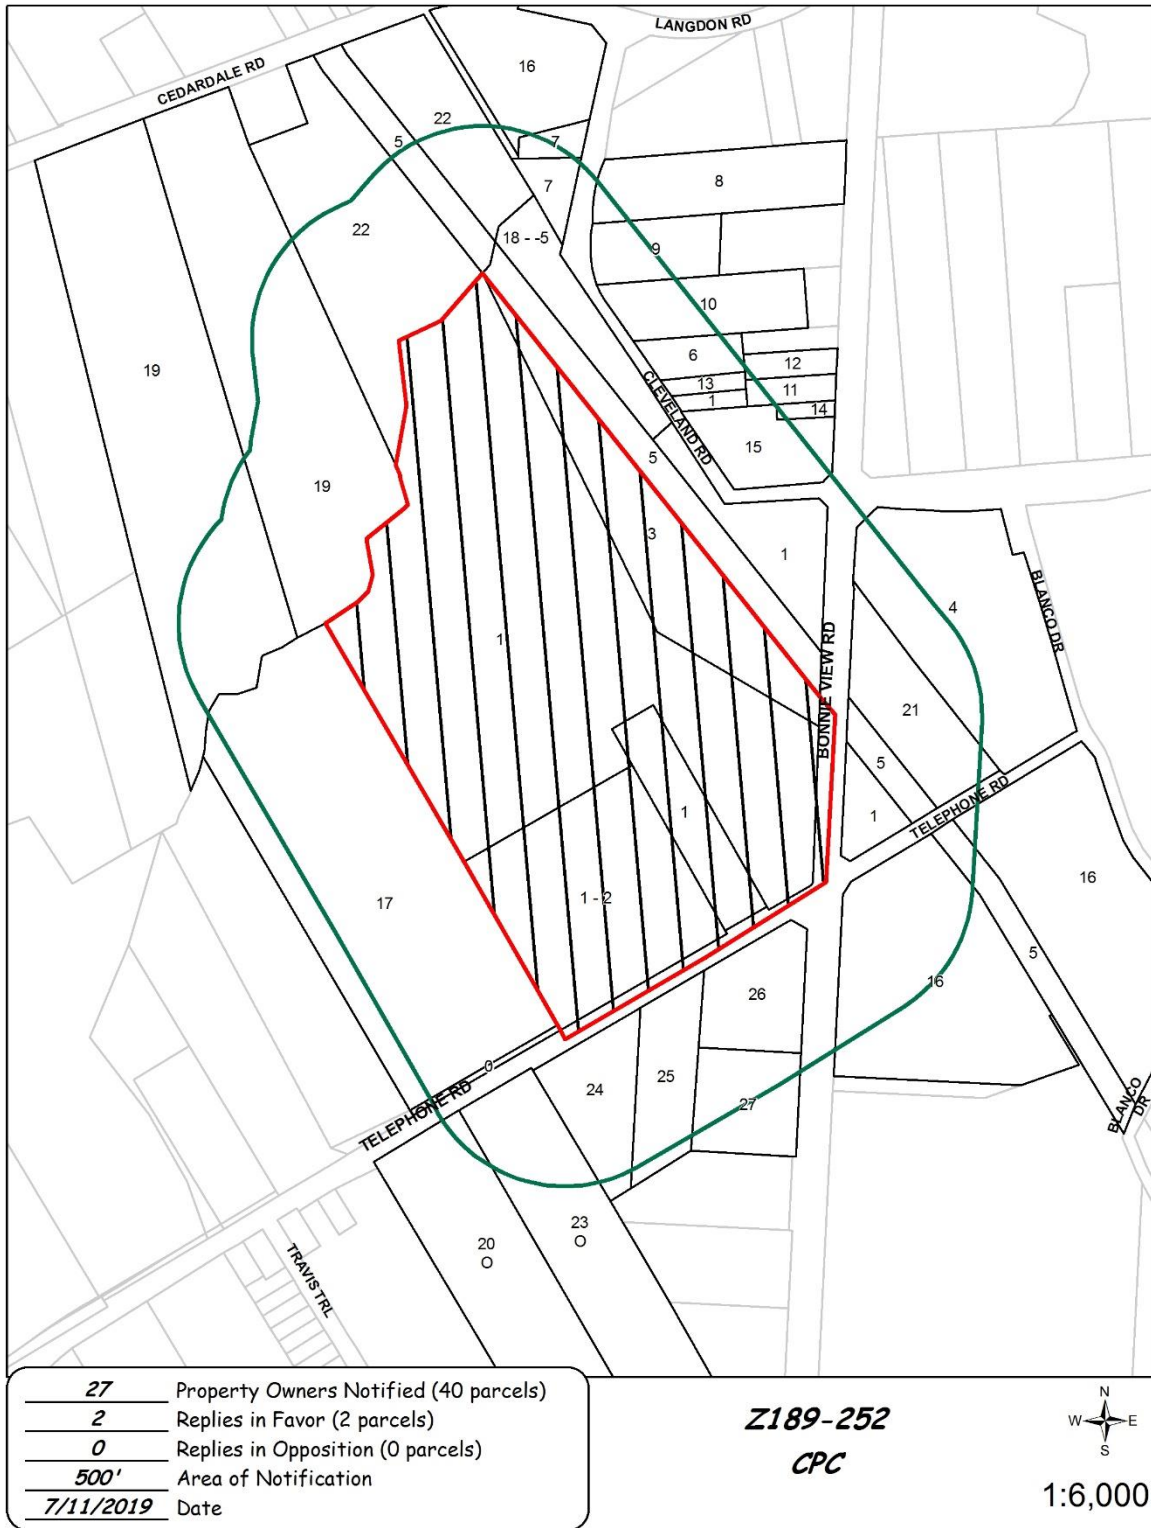 LANGDON RD
16
CEDARDALE RD
22
5
7
7
8
22
18 - -5
9
10
6
12
19
13
11
1
14
CLEVELAND RD
15
5
19
3
1
BLANCO DR
4
1
BONNIE VIEW RD
21
5
1
1
TELEPHONE RD
16
17
1 - 2
5
16
26
0
25
24
27
TELEPHONE RD
BLANCO DR
23
O
20
O
TRAVIS TRL
27 Property Owners Notified (40 parcels)
2 Replies in Favor (2 parcels)
0 Replies in Opposition (0 parcels)
500' Area of Notification
7/11/2019 Date
Z189-252
CPC
N
W E
S
1:6,000